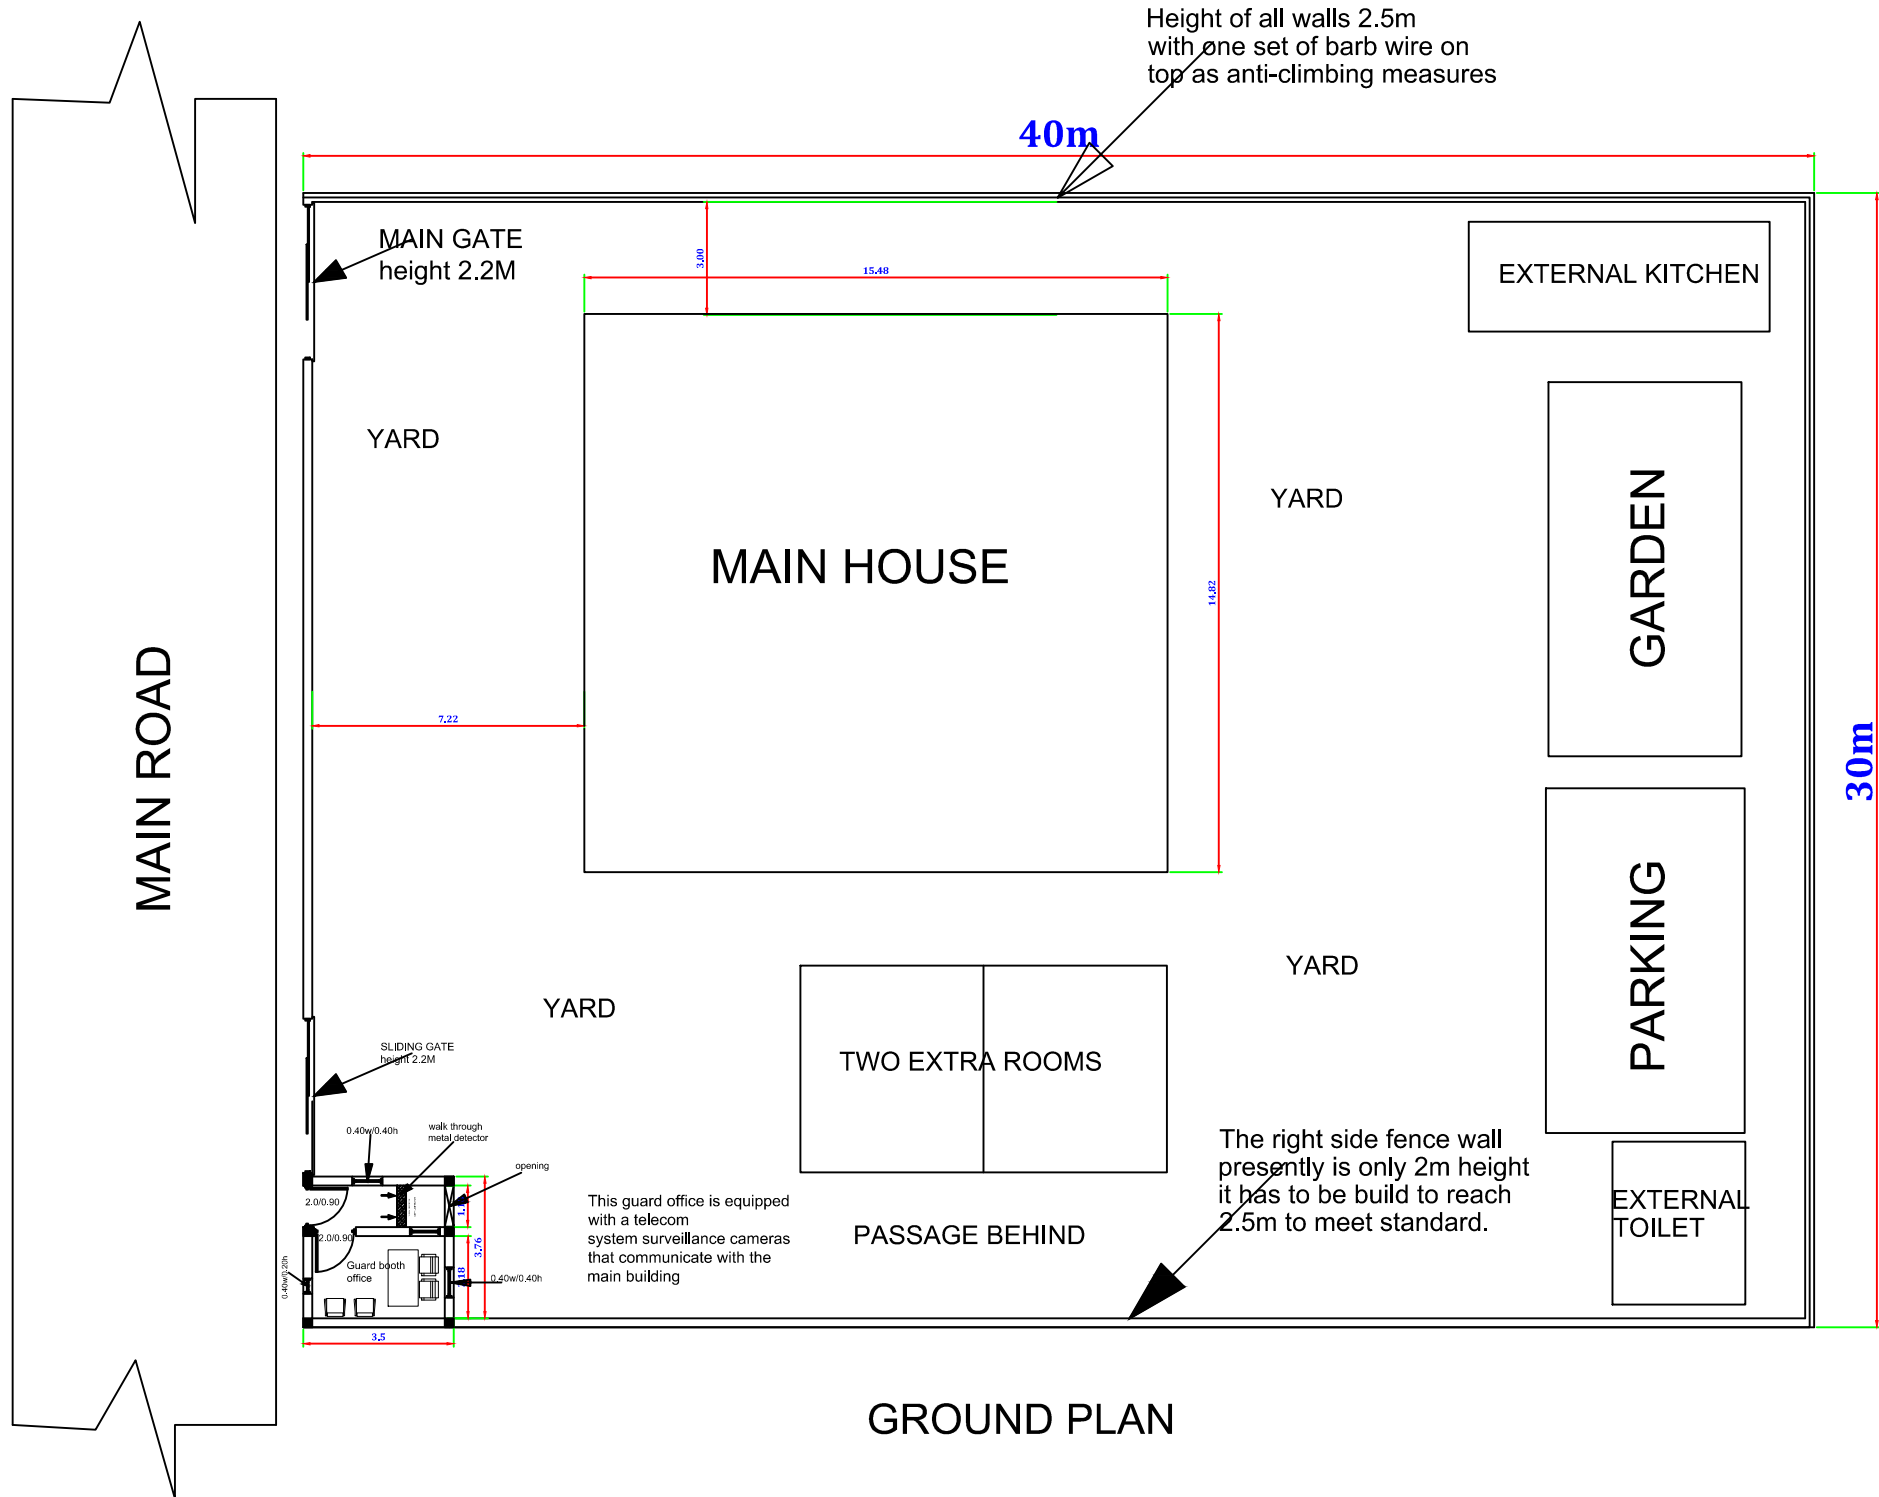 Height of all walls 2.5m
with one set of barb wire on
top as anti-climbing measures
40m
MAIN GATE
height 2.2M
3.00
15.48
EXTERNAL KITCHEN
YARD
YARD
MAIN HOUSE
14.82
GARDEN
MAIN ROAD
7.22
30m
PARKING
YARD
YARD
SLIDING GATE
height 2.2M
TWO EXTRA ROOMS
0.40w/0.40h
walk through
metal detector
opening
The right side fence wall
presently is only 2m height
it has to be build to reach
2.5m to meet standard.
2.0/0.90
This guard office is equipped
with a telecom
system surveillance cameras
that communicate with the
main building
PASSAGE BEHIND
EXTERNAL
TOILET
2.0/0.90
3.76
Guard booth
office
0.40w/0.20h
0.40w/0.40h
3.5
GROUND PLAN